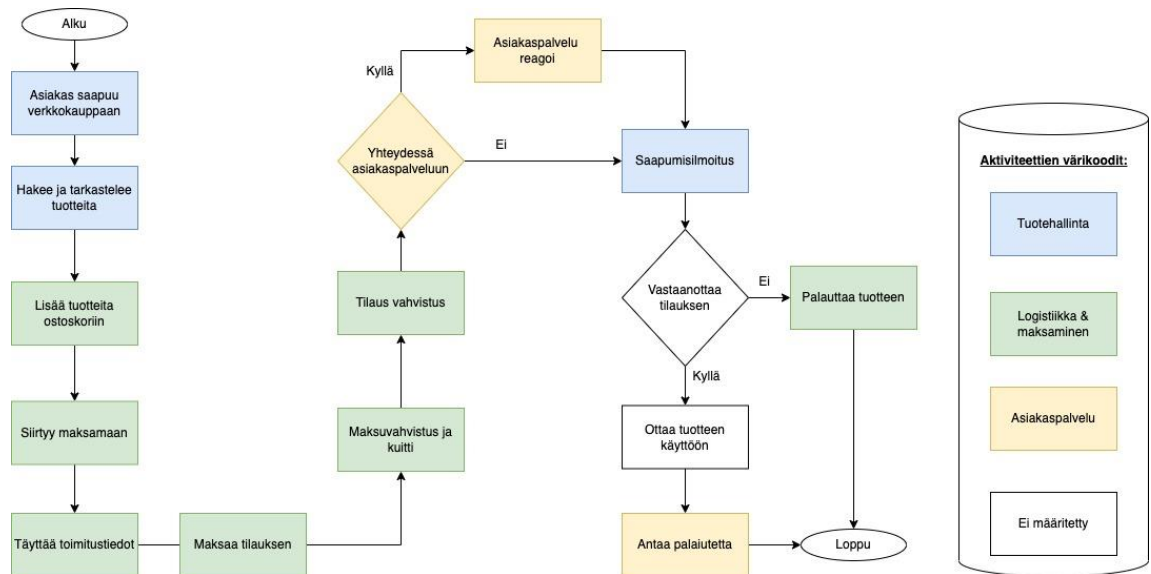 Alku
Asiakas saapuu
verkkokauppaan
Hakee ja tarkastelee
tuotteita
Lisää tuotteita
ostoskoriin
Siirtyy maksamaan
Täyttää toimitustiedot
Maksaa tilauksen
Maksuvahvistus ja
kuitti
Tilaus vahvistus
Yhteydessä
asiakaspalveluun
Kyllä
Ei
Asiakaspalvelu
reagoi
Saapumisilmoitus
Vastaanottaa
tilauksen
Ei
Kyllä
Palauttaa tuotteen
Ottaa tuotteen
käyttöön
Antaa palaiutetta
Loppu
Aktiviteettien värikoodit:
Tuotehallinta
Logistiikka &
maksaminen
Asiakaspalvelu
Ei määritetty